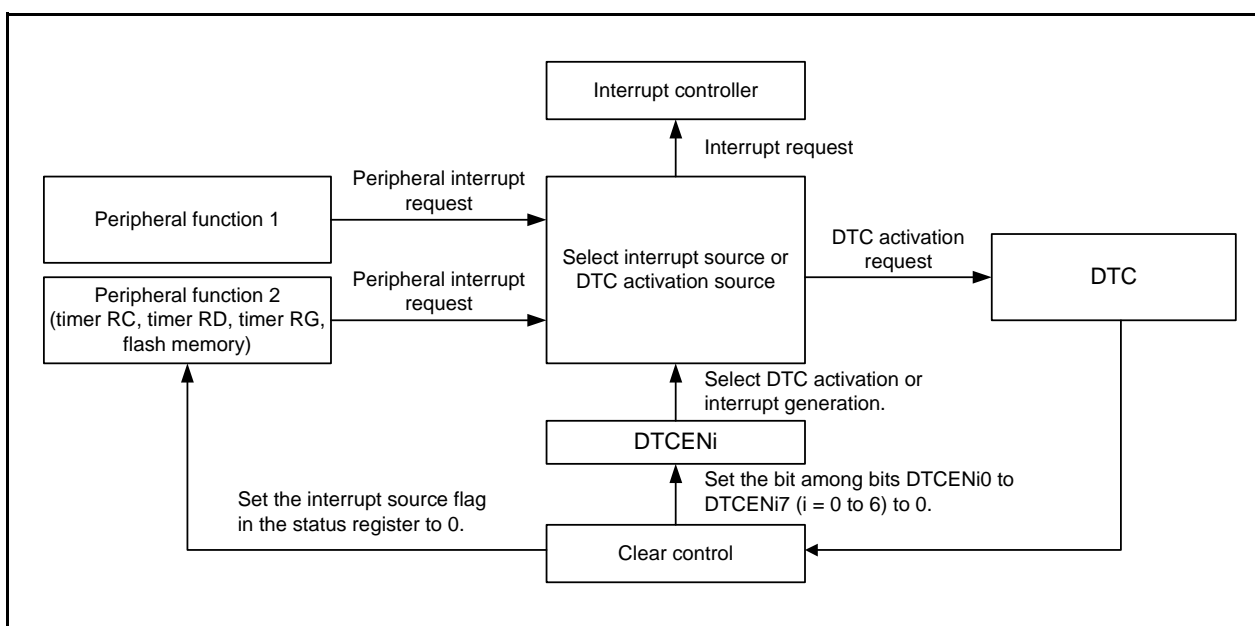 Interrupt controller
Interrupt request
Peripheral interrupt
request
Peripheral function 1
Select interrupt source or
DTC activation source
DTC activation
request
DTC
Peripheral function 2
(timer RC, timer RD, timer RG,
flash memory)
Peripheral interrupt
request
Select DTC activation or
interrupt generation.
DTCENi
Set the interrupt source flag
in the status register to 0.
Set the bit among bits DTCENi0 to
DTCENi7 (i = 0 to 6) to 0.
Clear control